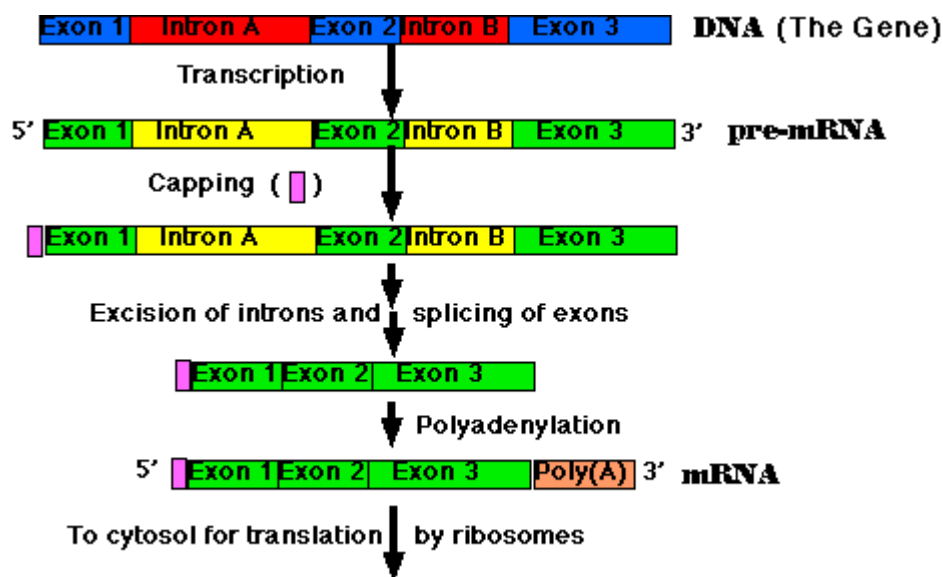 Exon 1 Intron A Exon 2 Intron B Exon 3 DNA (The Gene)
Transcription
5' Exon 1 Intron A Exon 2 Intron B Exon 3 3' pre-mRNA
Capping ( )
Exon 1 Intron A Exon 2 Intron B Exon 3
Excision of introns and splicing of exons
Exon 1 Exon 2 Exon 3
Polyadenylation
5' Exon 1 Exon 2 Exon 3 Poly(A) 3' mRNA
To cytosol for translation by ribosomes